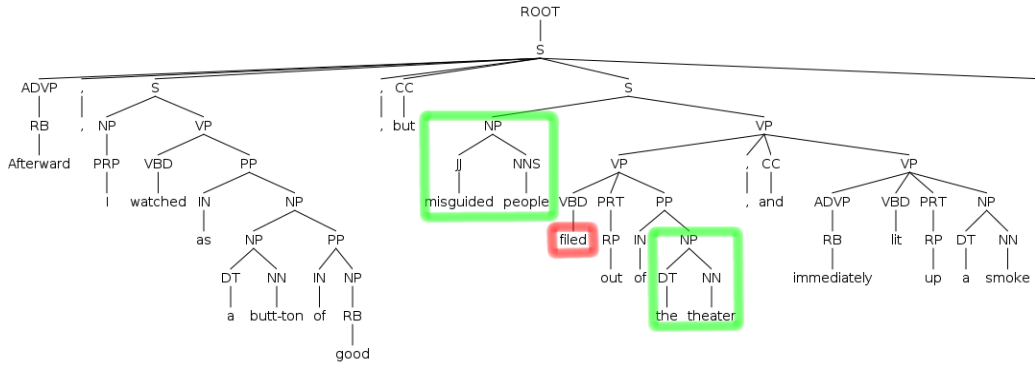 ROOT
S
ADVP , S , CC S
RB , NP VP , but NP VP
Afterward PRP VBD PP JJ NNS VP , CC VP
I watched IN NP misguided people VBD PRT PP , and ADVP VBD PRT NP
as NP PP filed RP IN NP RB lit RP DT NN
DT NN IN NP out of DT NN immediately up a smoke
a butt-ton of RB the theater
good